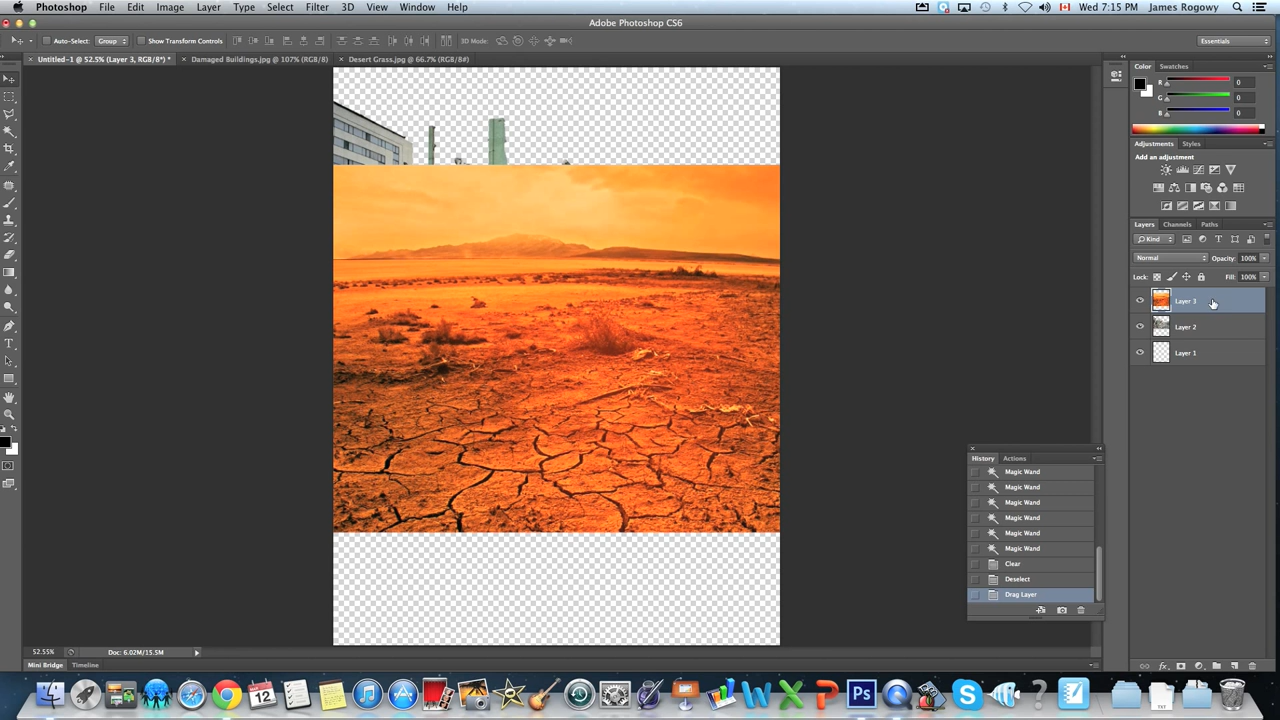 Photoshop File Edit Image Layer Type Select Filter 3D View Window Help Wed 7:15 PM James Rogowy
Adobe Photoshop CS6
Auto-Select: Group Show Transform Controls 3D Mode: Essentials
Untitled-1 @ 52.5% (Layer 3, RGB/8*) * Damaged Buildings.jpg @ 107% (RGB/8) Desert Grass.jpg @ 66.7% (RGB/8#)
Color Swatches
R 0
G 0
B 0
Adjustments Styles
Add an adjustment
Layers Channels Paths
Kind
Normal Opacity: 100%
Lock: Fill: 100%
Layer 3
Layer 2
Layer 1
History Actions
Magic Wand
Magic Wand
Magic Wand
Magic Wand
Magic Wand
Magic Wand
Clear
Deselect
Drag Layer
52.55% Doc: 6.02M/15.5M
Mini Bridge Timeline
12
Ps
TXT